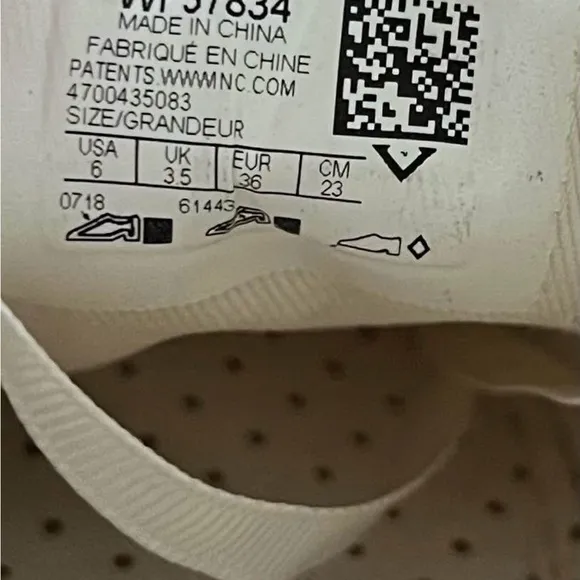 MADE IN CHINA
FABRIQUÉ EN CHINE
PATENTS.WWWNC.COM
4700435083
SIZE/GRANDEUR
USA UK EUR CM
6 3.5 36 23
0718 61443